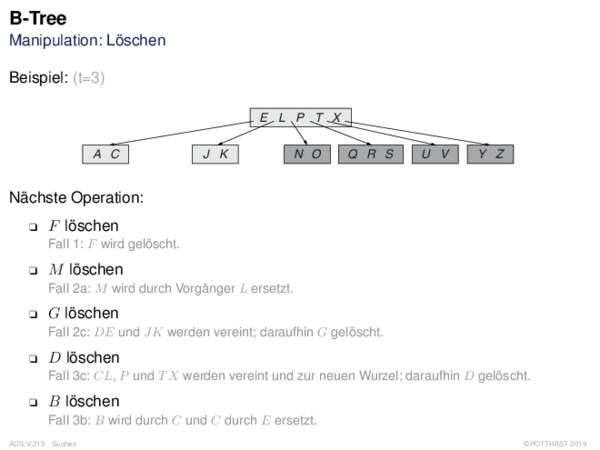 B-Tree
Manipulation: Löschen
Beispiel: (t=3)
E L P T X
A C J K N O Q R S U V Y Z
Nächste Operation:
❑ F löschen
Fall 1: F wird gelöscht.
❑ M löschen
Fall 2a: M wird durch Vorgänger L ersetzt.
❑ G löschen
Fall 2c: DE und JK werden vereint; daraufhin G gelöscht.
❑ D löschen
Fall 3c: CL, P und TX werden vereint und zur neuen Wurzel; daraufhin D gelöscht.
❑ B löschen
Fall 3b: B wird durch C und C durch E ersetzt.
ADS:V-215 Suchen ©POTTHAST 2019